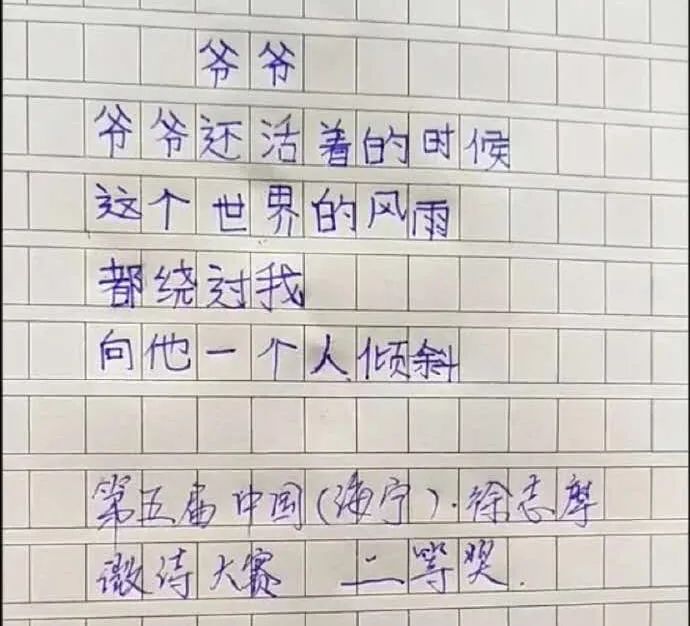 爷爷
爷爷还活着的时候
这个世界的风雨
都绕过我
向他一个人倾斜
第五届中国(海宁)·徐志摩
微诗大赛 二等奖.